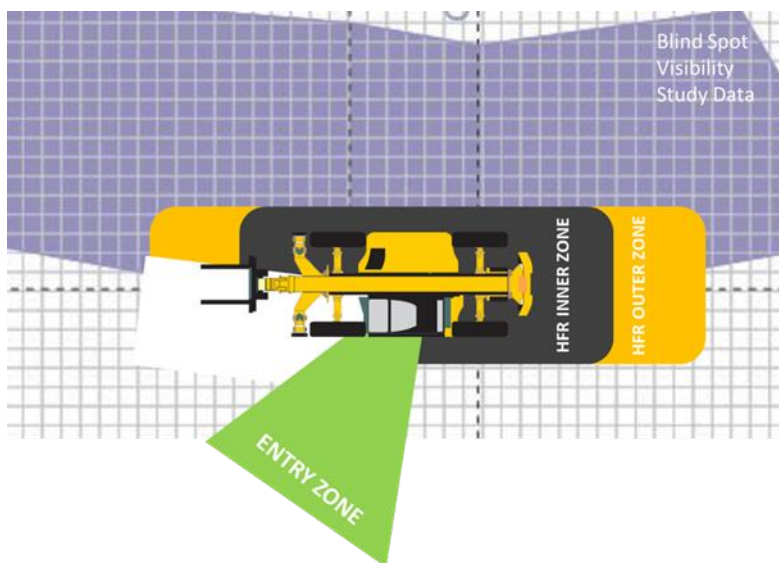 Blind Spot
Visibility
Study Data
HFR INNER ZONE
HFR OUTER ZONE
ENTRY ZONE